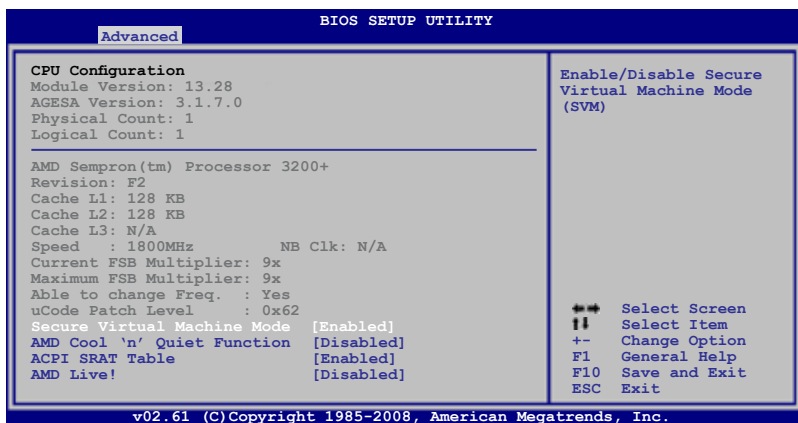 BIOS SETUP UTILITY
Advanced
CPU Configuration
Module Version: 13.28
AGESA Version: 3.1.7.0
Physical Count: 1
Logical Count: 1
AMD Sempron(tm) Processor 3200+
Revision: F2
Cache L1: 128 KB
Cache L2: 128 KB
Cache L3: N/A
Speed : 1800MHz NB Clk: N/A
Current FSB Multiplier: 9x
Maximum FSB Multiplier: 9x
Able to change Freq. : Yes
uCode Patch Level : 0x62
Secure Virtual Machine Mode [Enabled]
AMD Cool ‘n’ Quiet Function [Disabled]
ACPI SRAT Table [Enabled]
AMD Live! [Disabled]
Enable/Disable Secure
Virtual Machine Mode
(SVM)
Select Screen
Select Item
+- Change Option
F1 General Help
F10 Save and Exit
ESC Exit
v02.61 (C)Copyright 1985-2008, American Megatrends, Inc.